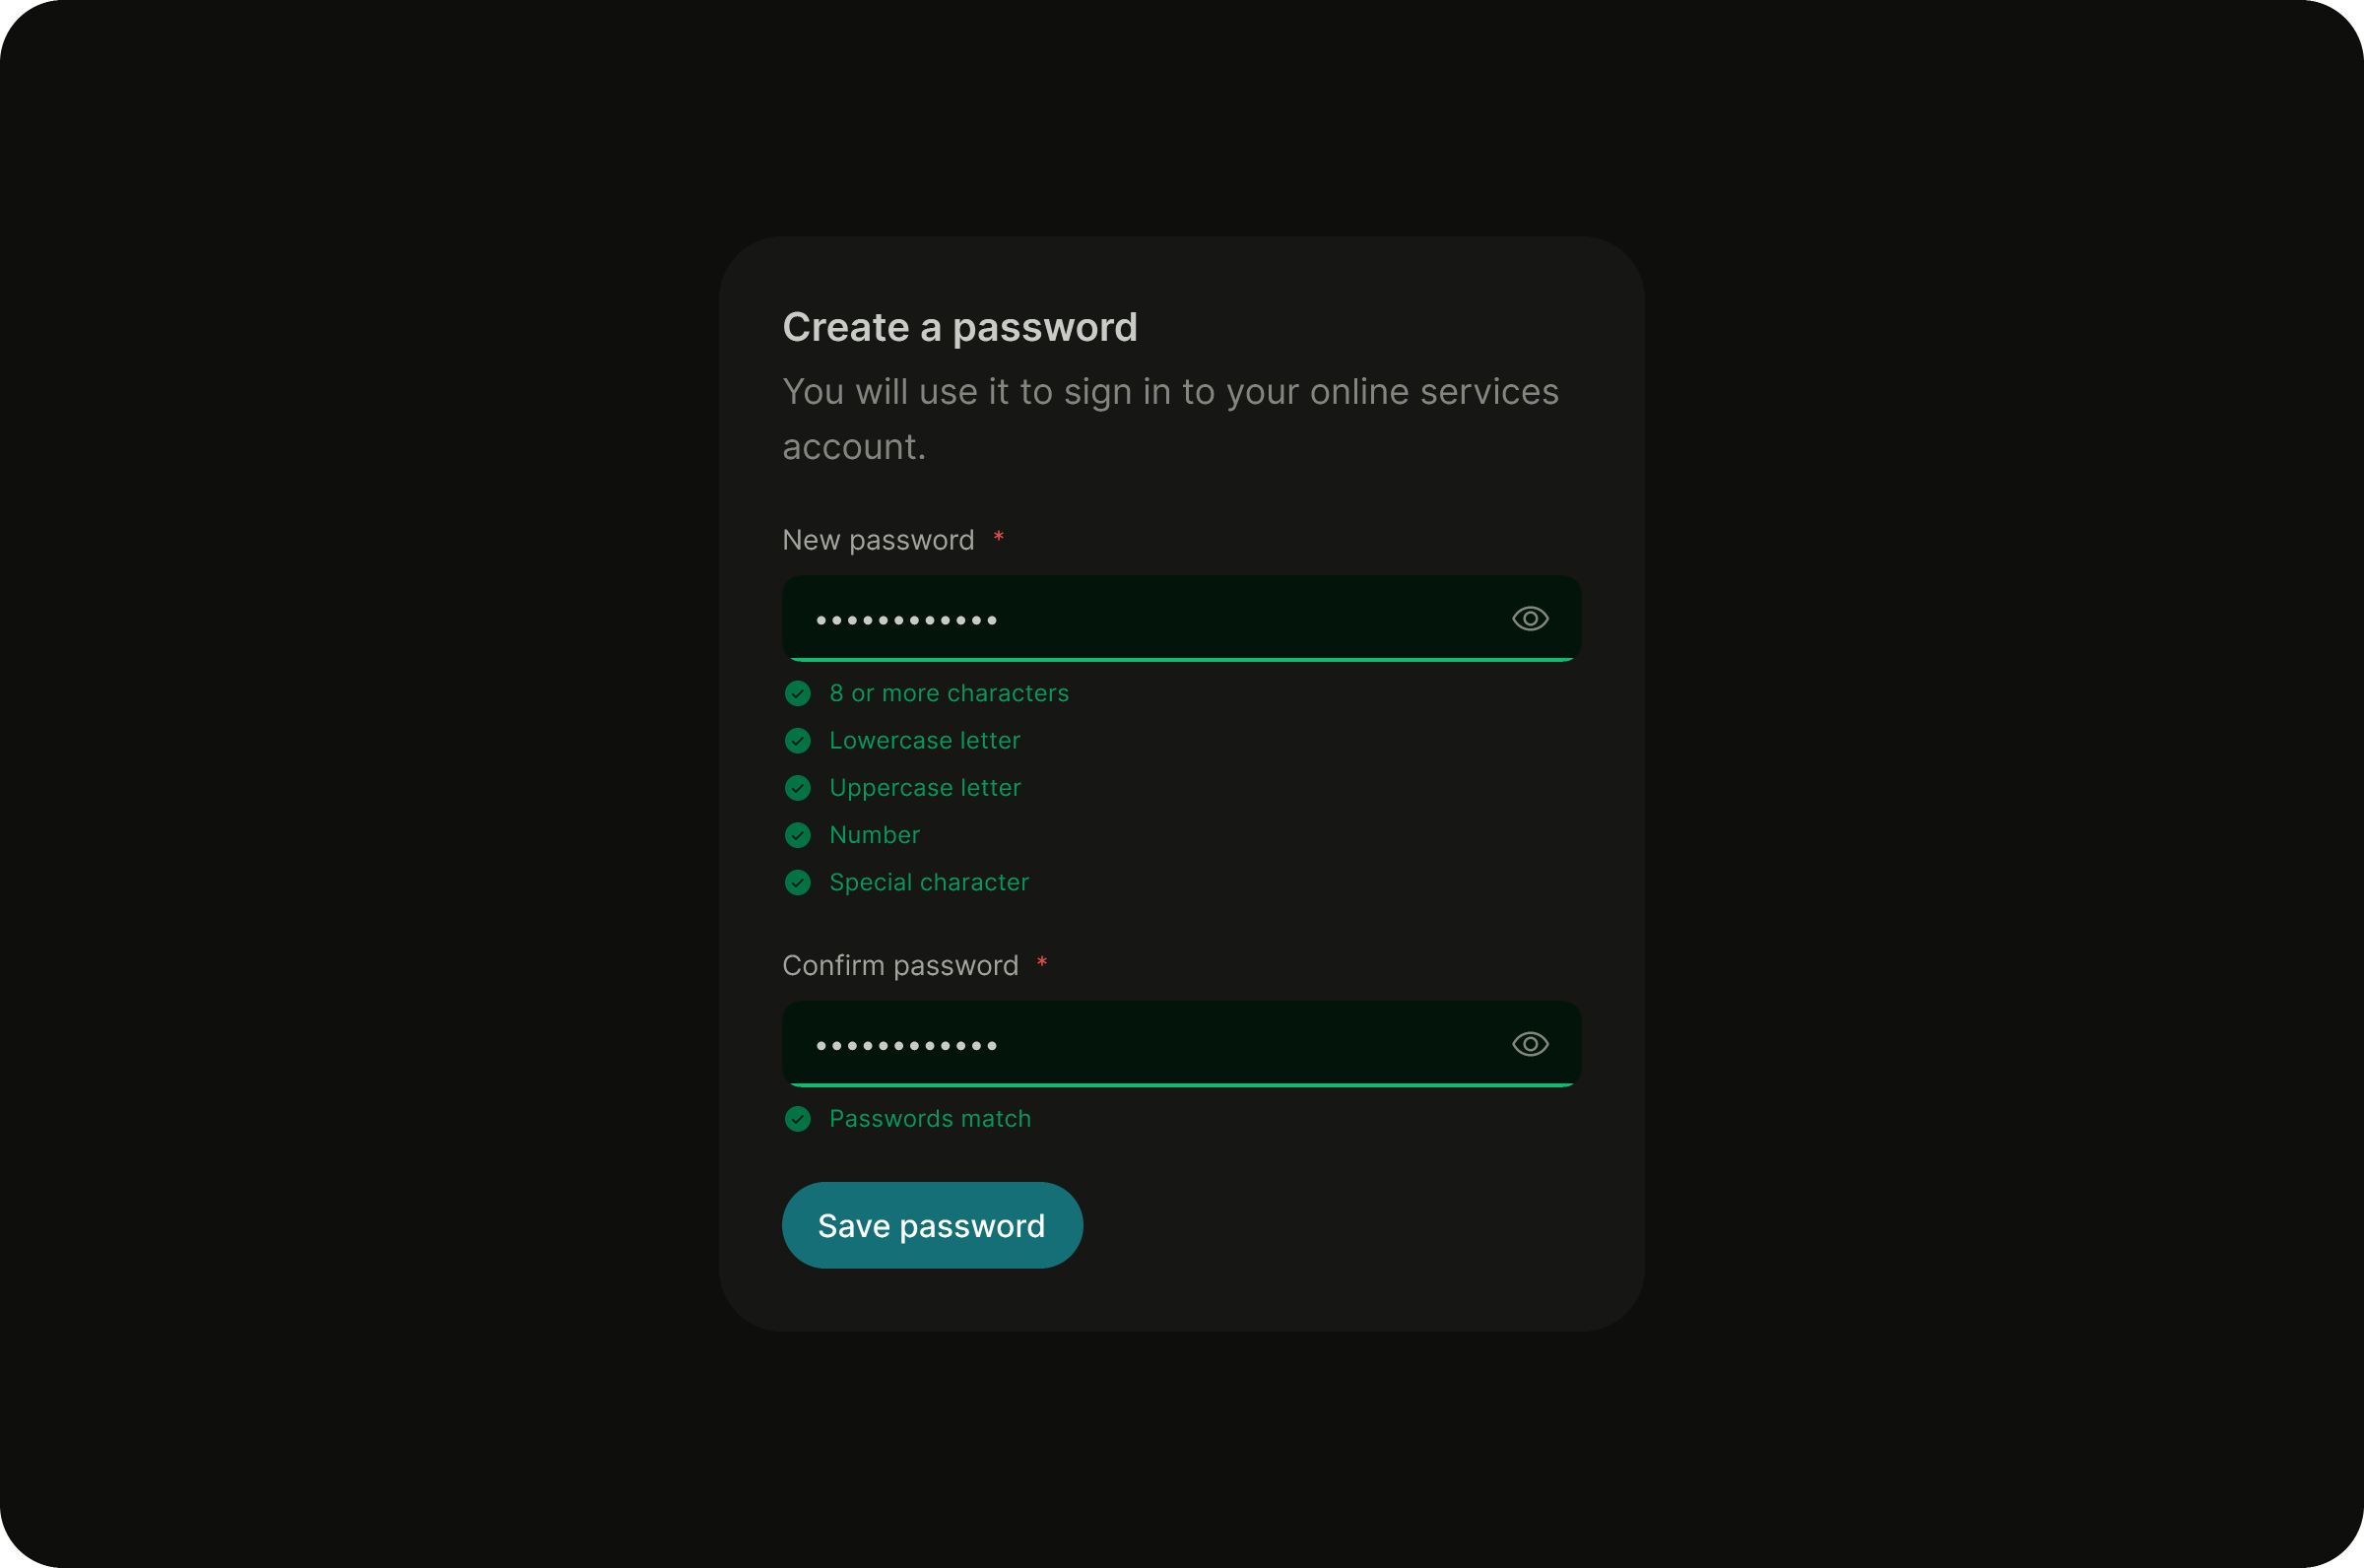 Create a password
You will use it to sign in to your online services
account.
New password *
••••••••••••
8 or more characters
Lowercase letter
Uppercase letter
Number
Special character
Confirm password *
••••••••••••
Passwords match
Save password